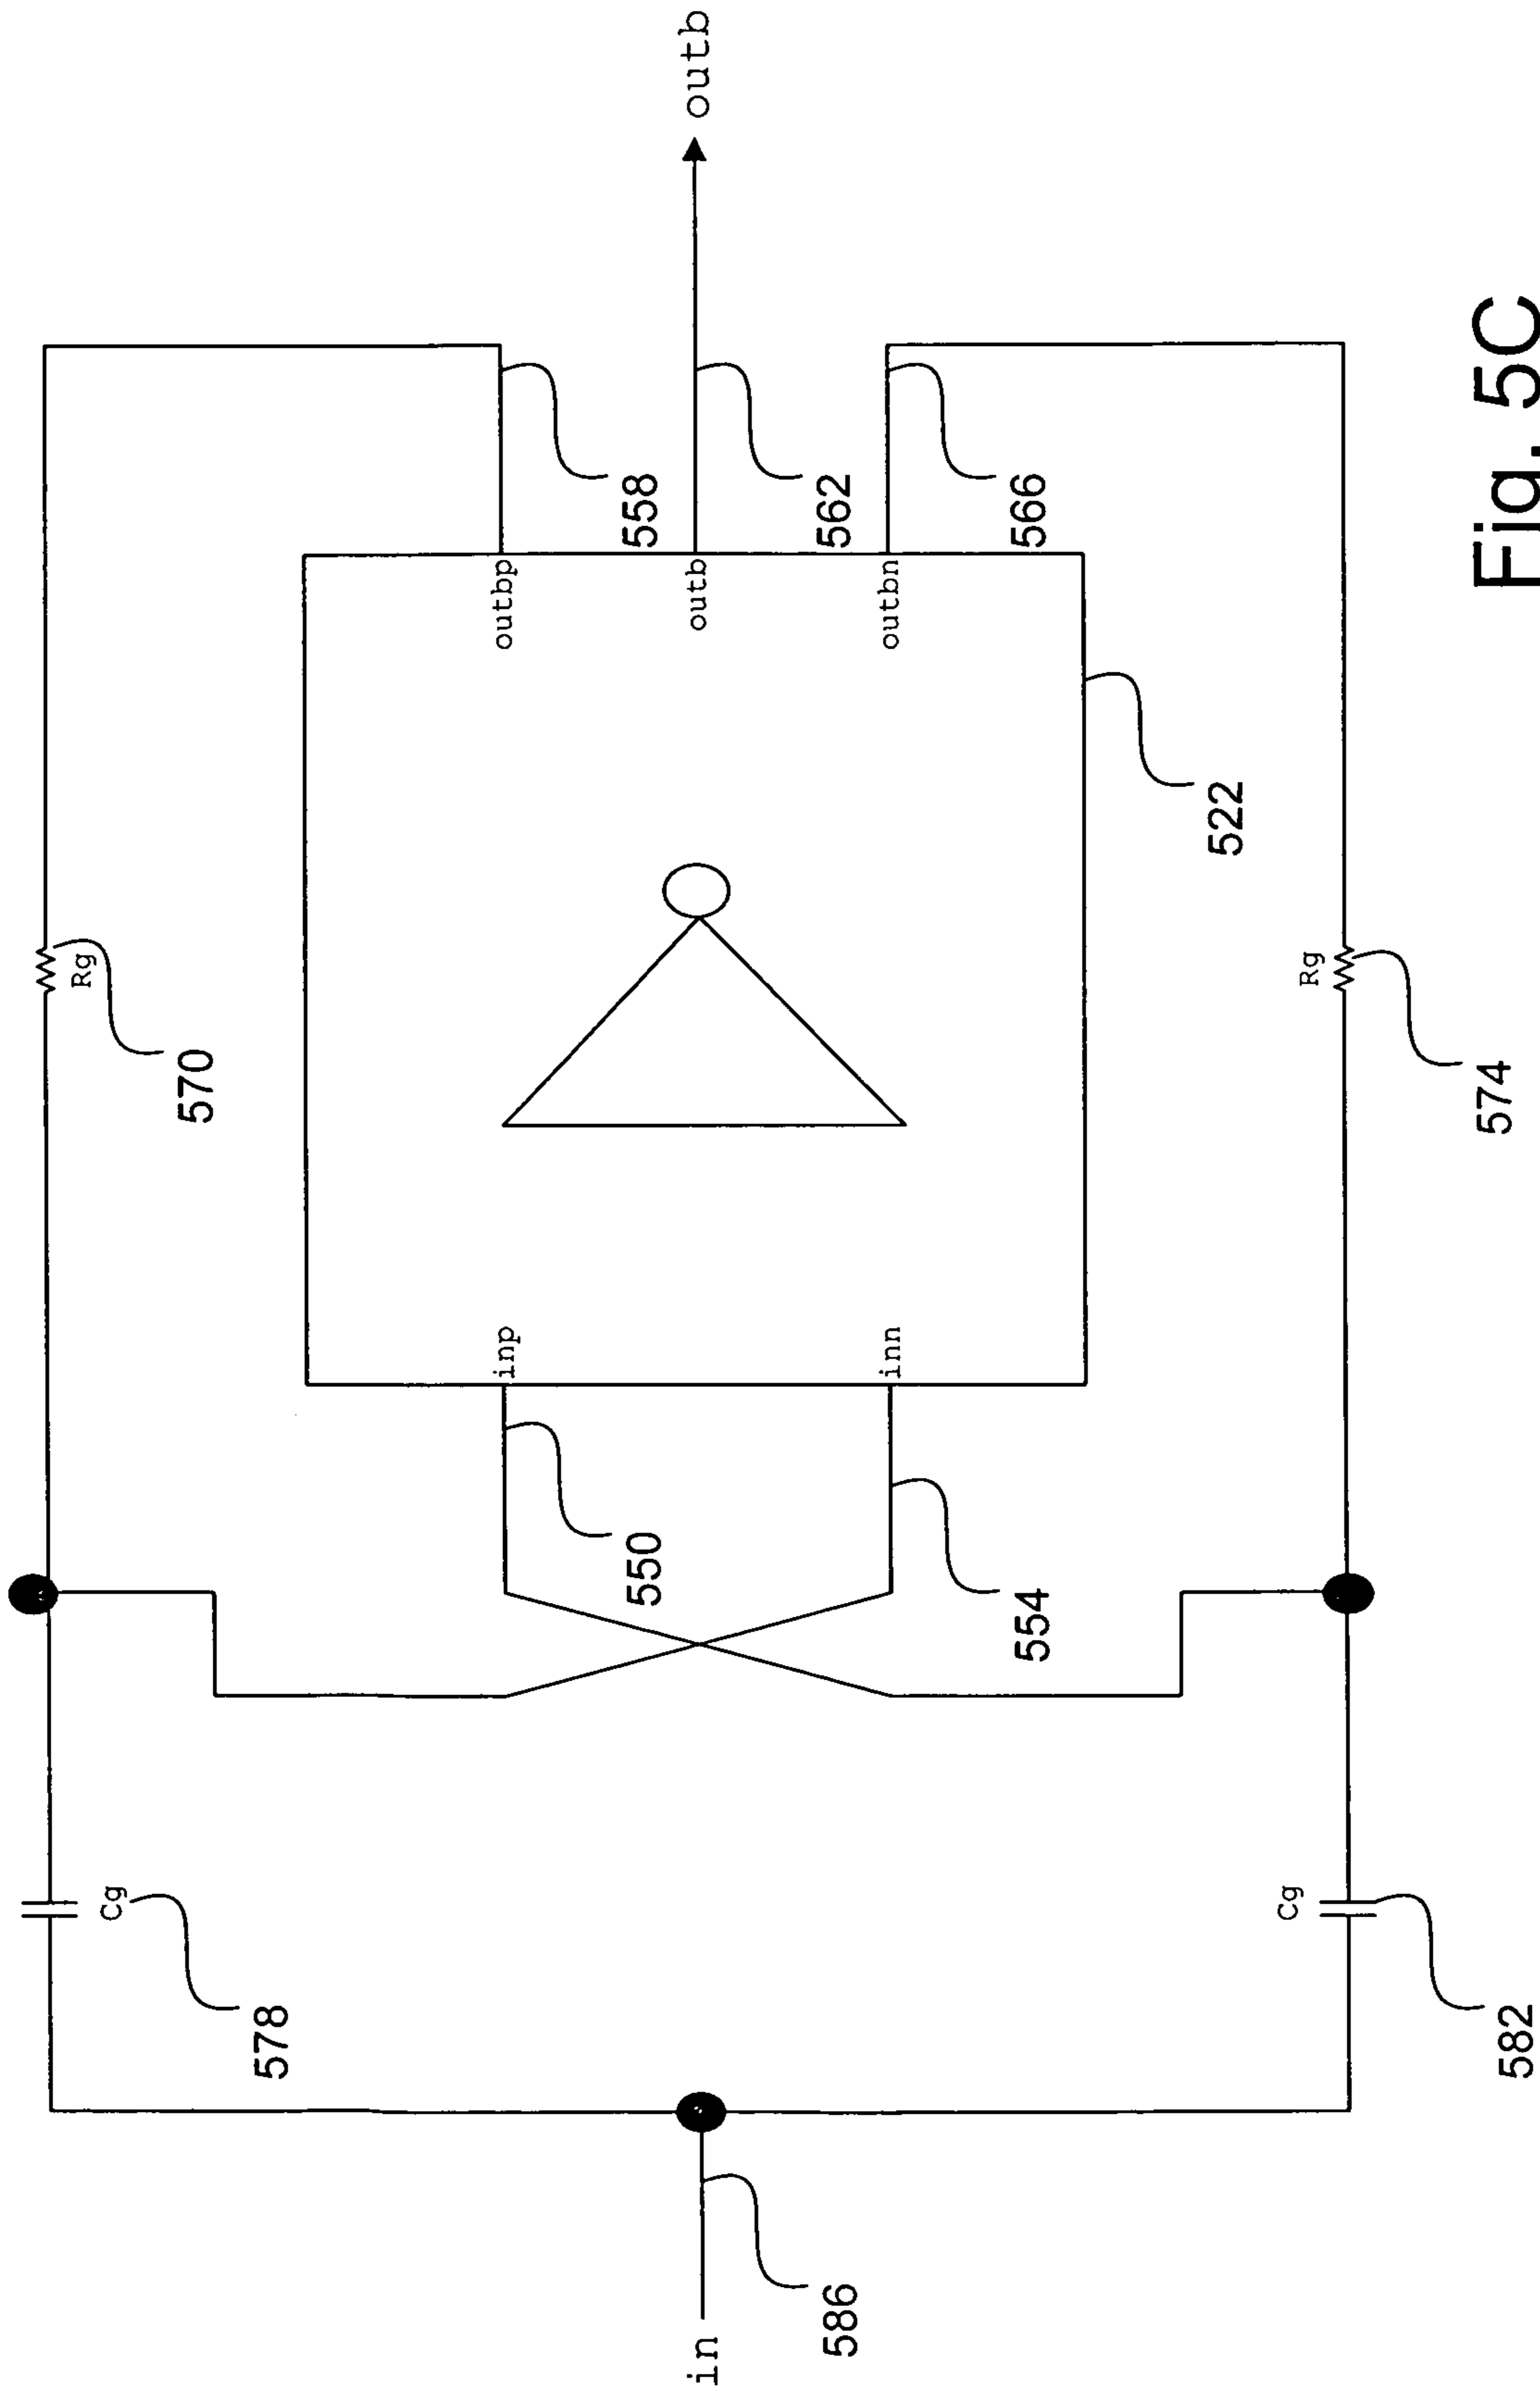 Rg
570
Cg
578
inp
550
outbp
558
in
586
outb
562
outb
inn
554
outbn
566
522
Rg
574
Cg
582
Fig. 5C